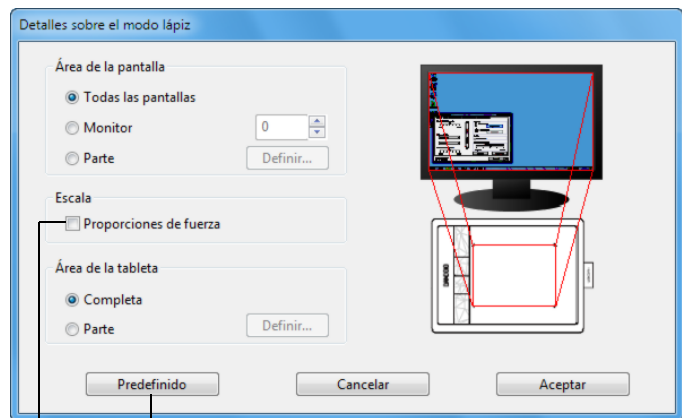 Detalles sobre el modo lápiz
Área de la pantalla
Todas las pantallas
Monitor
0
Parte
Definir...
Escala
Proporciones de fuerza
Área de la tableta
Completa
Parte
Definir...
Predefinido
Cancelar
Aceptar